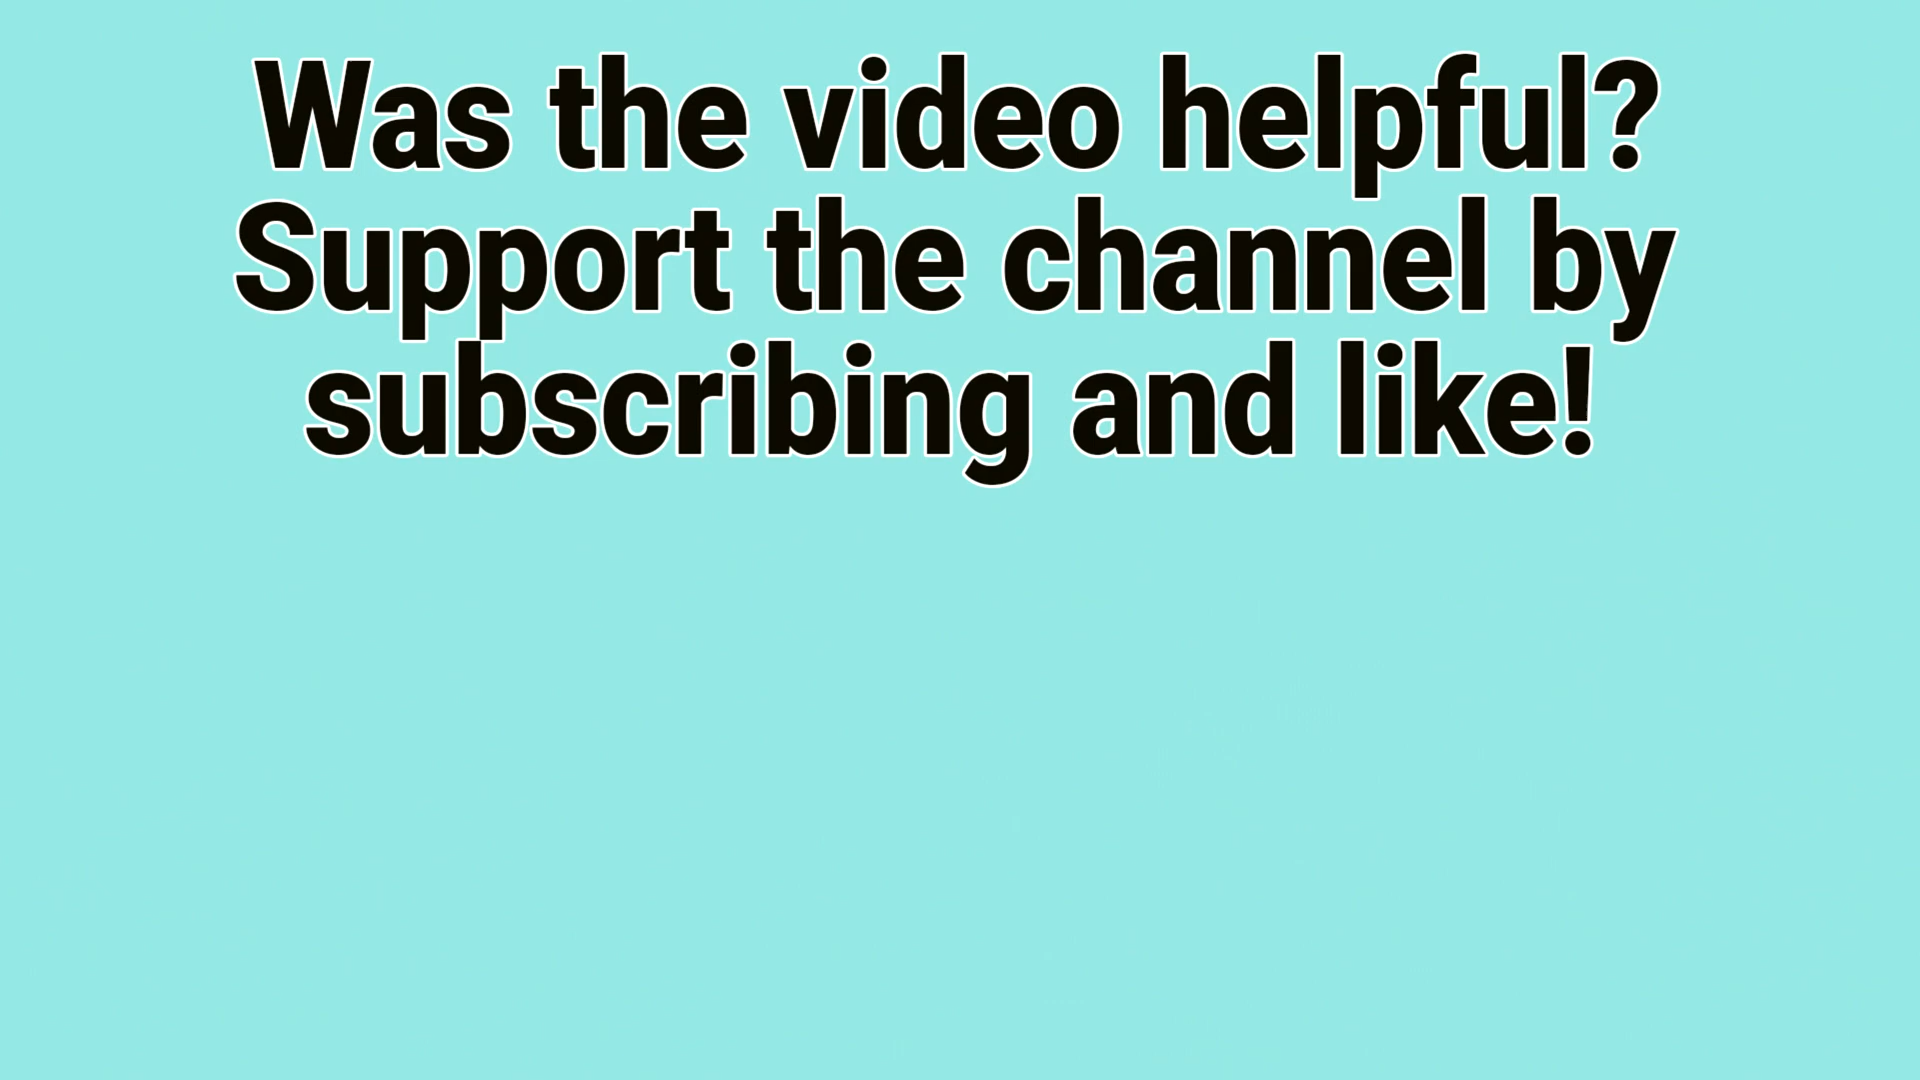 Was the video helpful?
Support the channel by
subscribing and like!